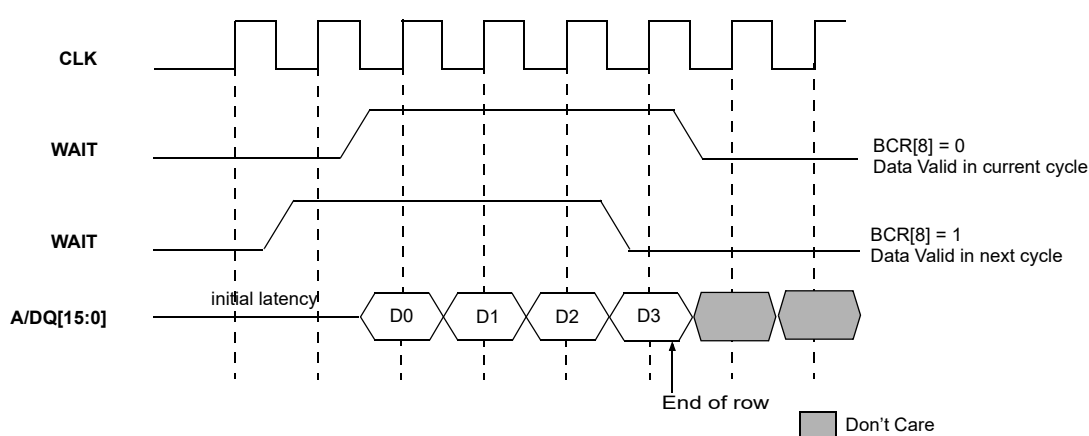 CLK
WAIT
BCR[8] = 0
Data Valid in current cycle
WAIT
BCR[8] = 1
Data Valid in next cycle
initial latency
A/DQ[15:0]
D0
D1
D2
D3
End of row
Don't Care